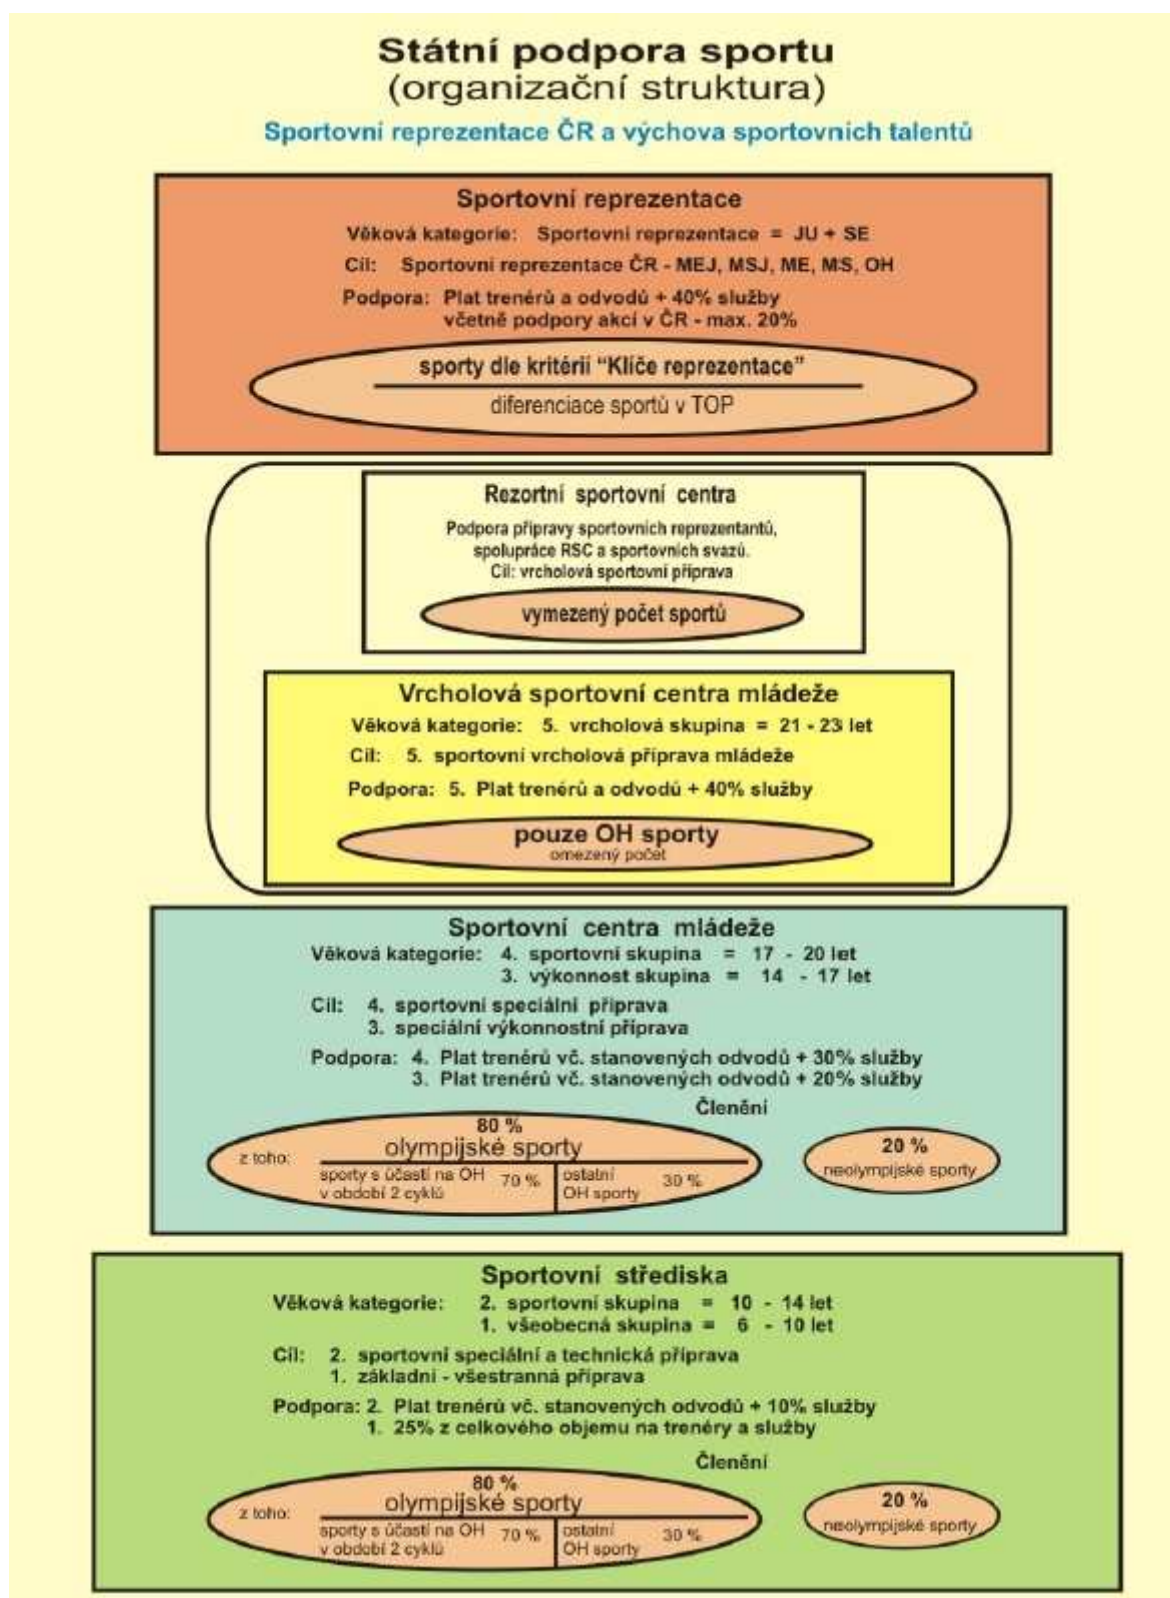 Státní podpora sportu
(organizační struktura)
Sportovní reprezentace ČR a výchova sportovních talentů
Sportovní reprezentace
Věková kategorie: Sportovní reprezentace = JU + SE
Cíl: Sportovní reprezentace ČR - MEJ, MSJ, ME, MS, OH
Podpora: Plat trenérů a odvodů + 40% služby
včetně podpory akcí v ČR - max. 20%
sporty dle kritérií "Klíče reprezentace"
diferenciace sportů v TOP
Rezortní sportovní centra
Podpora přípravy sportovních reprezentantů,
spolupráce RSC a sportovních svazů.
Cíl: vrcholová sportovní příprava
vymezený počet sportů
Vrcholová sportovní centra mládeže
Věková kategorie: 5. vrcholová skupina = 21 - 23 let
Cíl: 5. sportovní vrcholová příprava mládeže
Podpora: 5. Plat trenérů a odvodů + 40% služby
pouze OH sporty
omezený počet
Sportovní centra mládeže
Věková kategorie: 4. sportovní skupina = 17 - 20 let
3. výkonnost skupina = 14 - 17 let
Cíl: 4. sportovní speciální příprava
3. speciální výkonnostní příprava
Podpora: 4. Plat trenérů vč. stanovených odvodů + 30% služby
3. Plat trenérů vč. stanovených odvodů + 20% služby
Členění
80 %
olympijské sporty
z toho: sporty s účastí na OH v období 2 cyklů 70 % ostatní OH sporty 30 %
20 %
neolympijské sporty
Sportovní střediska
Věková kategorie: 2. sportovní skupina = 10 - 14 let
1. všeobecná skupina = 6 - 10 let
Cíl: 2. sportovní speciální a technická příprava
1. základní - všestranná příprava
Podpora: 2. Plat trenérů vč. stanovených odvodů + 10% služby
1. 25% z celkového objemu na trenéry a služby
Členění
80 %
olympijské sporty
z toho: sporty s účastí na OH v období 2 cyklů 70 % ostatní OH sporty 30 %
20 %
neolympijské sporty